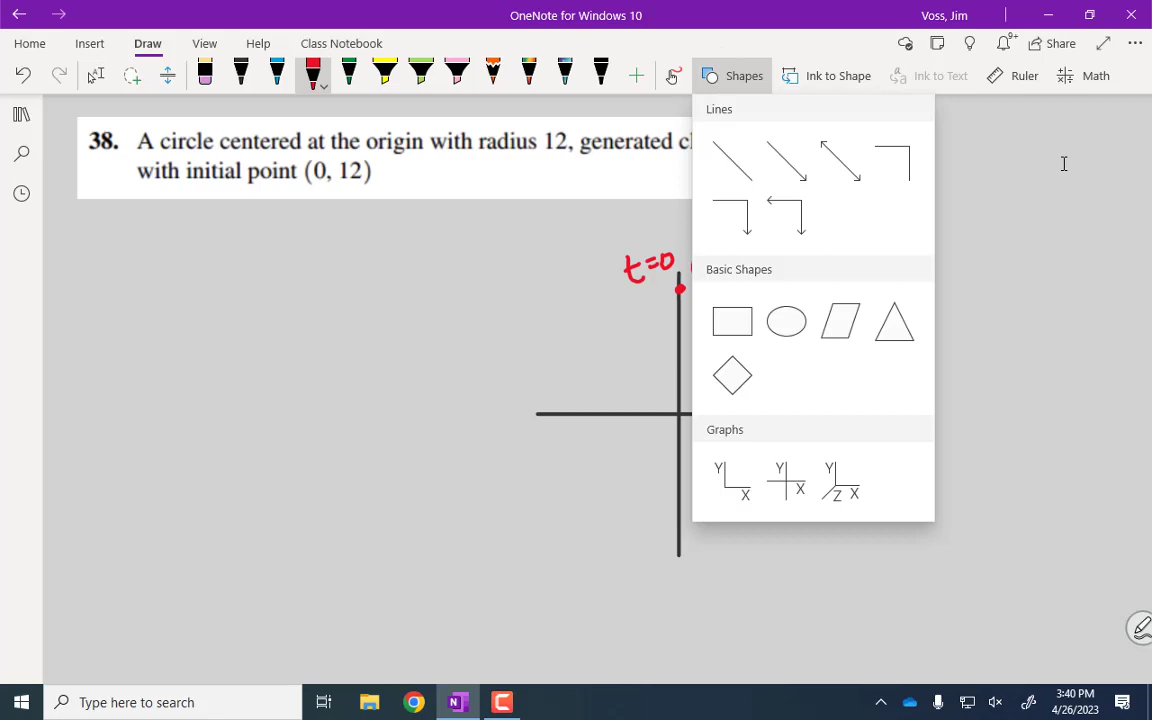 OneNote for Windows 10
Voss, Jim
Home Insert Draw View Help Class Notebook
9+
Share
Shapes Ink to Shape Ink to Text Ruler Math
Lines
38. A circle centered at the origin with radius 12, generated cl
with initial point (0, 12)
t=0
Basic Shapes
Graphs
Y X Y X Y Z X
Type here to search
N
3:40 PM
4/26/2023